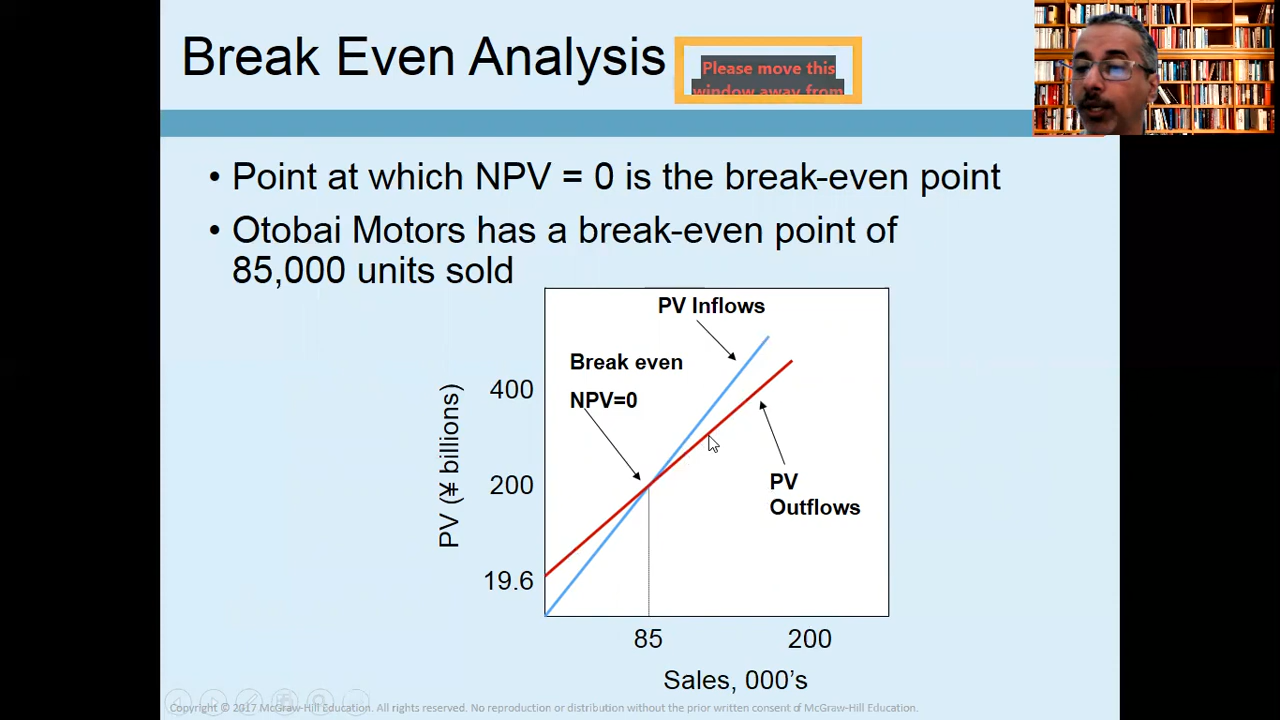 Break Even Analysis
Please move this
window away from
• Point at which NPV = 0 is the break-even point
• Otobai Motors has a break-even point of
85,000 units sold
PV Inflows
Break even
NPV=0
400
200
19.6
PV (¥ billions)
PV
Outflows
85
200
Sales, 000’s
Copyright © 2017 McGraw-Hill Education. All rights reserved. No reproduction or distribution without the prior written consent of McGraw-Hill Education.